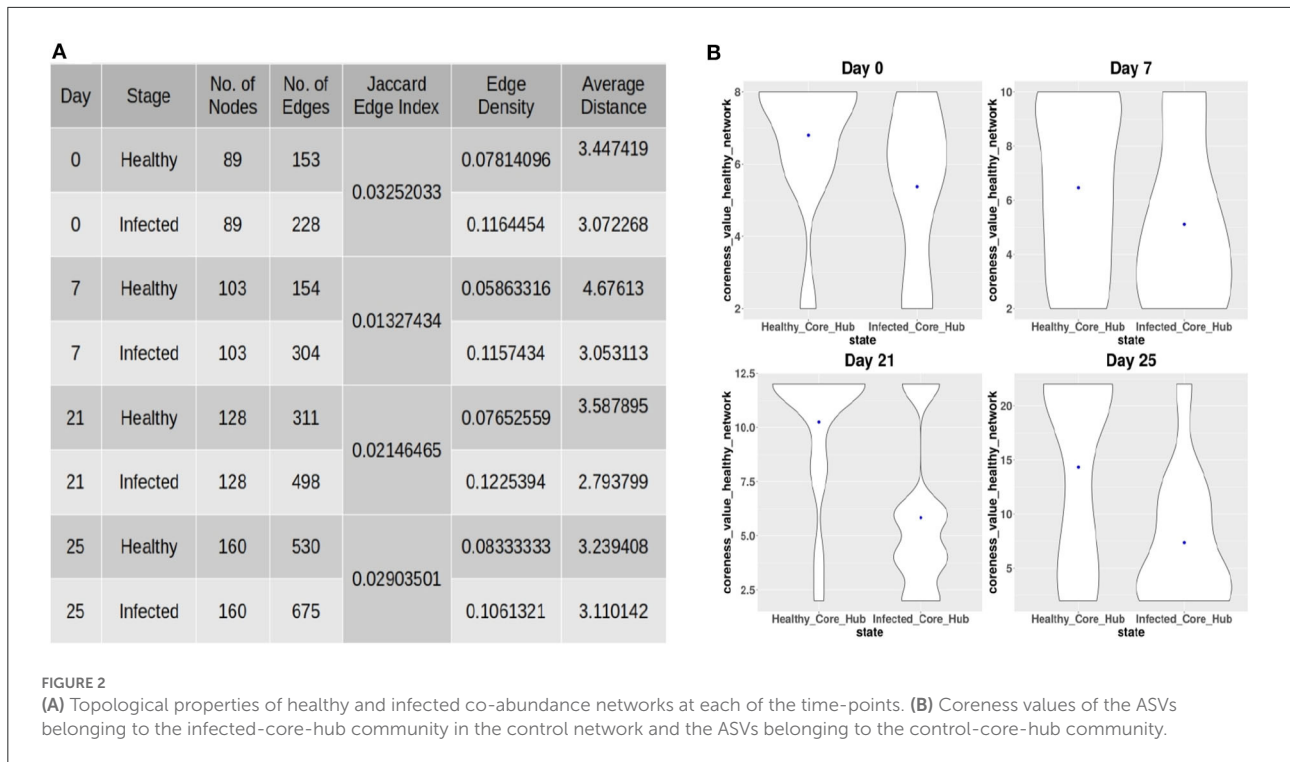 A
Day Stage No. of Nodes No. of Edges Jaccard Edge Index Edge Density Average Distance
0 Healthy 89 153 0.03252033 0.07814096 3.447419
0 Infected 89 228 0.1164454 3.072268
7 Healthy 103 154 0.01327434 0.05863316 4.67613
7 Infected 103 304 0.1157434 3.053113
21 Healthy 128 311 0.02146465 0.07652559 3.587895
21 Infected 128 498 0.1225394 2.793799
25 Healthy 160 530 0.02903501 0.08333333 3.239408
25 Infected 160 675 0.1061321 3.110142
B
Day 0
coreness_value_healthy_network
8
6
4
2
Healthy_Core_Hub Infected_Core_Hub
state
Day 7
coreness_value_healthy_network
10
8
6
4
2
Healthy_Core_Hub Infected_Core_Hub
state
Day 21
coreness_value_healthy_network
12.5
10.0
7.5
5.0
2.5
Healthy_Core_Hub Infected_Core_Hub
state
Day 25
coreness_value_healthy_network
20
15
10
5
Healthy_Core_Hub Infected_Core_Hub
state
FIGURE 2
(A) Topological properties of healthy and infected co-abundance networks at each of the time-points. (B) Coreness values of the ASVs
belonging to the infected-core-hub community in the control network and the ASVs belonging to the control-core-hub community.